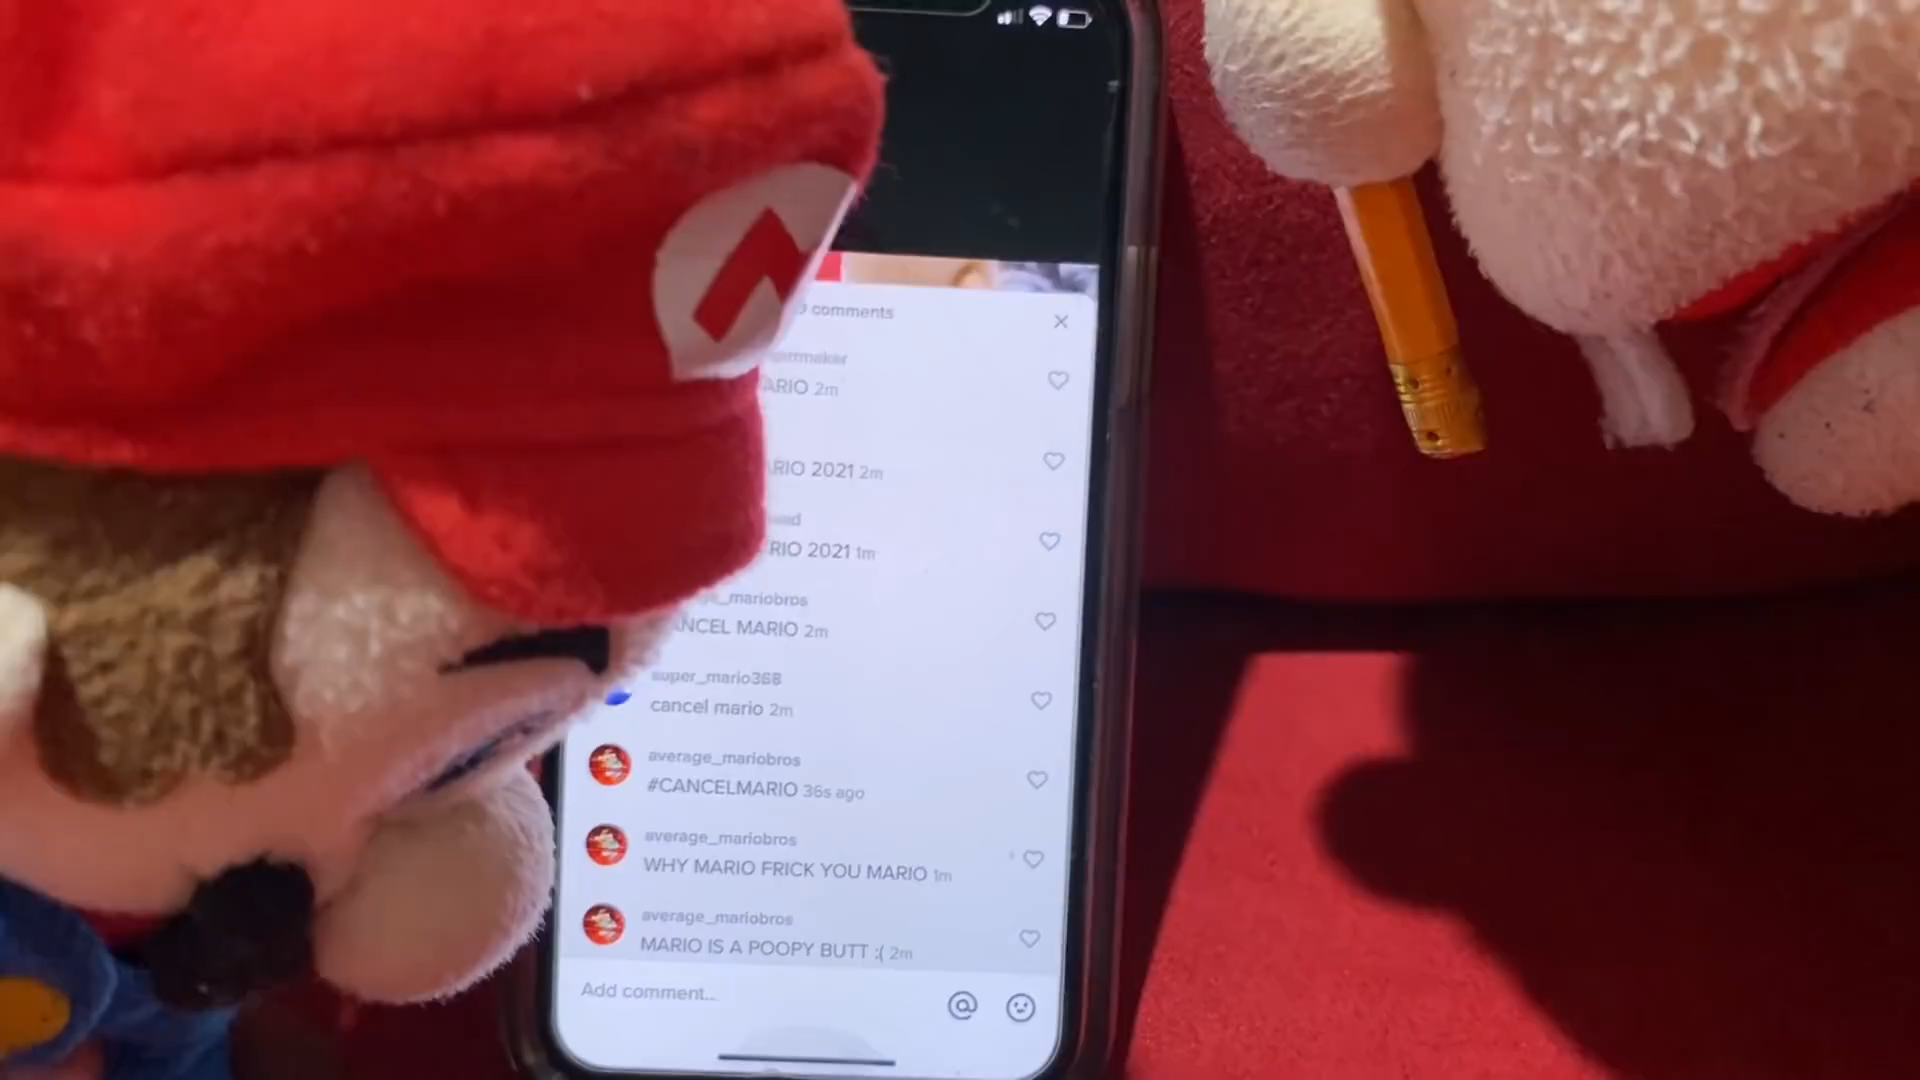 comments
ARIO 2m
RIO 2021 2m
RIO 2021 1m
_mariobros
ANCEL MARIO 2m
super_mario368
cancel mario 2m
average_mariobros
#CANCELMARIO 36s ago
average_mariobros
WHY MARIO FRICK YOU MARIO 1m
average_mariobros
MARIO IS A POOPY BUTT :( 2m
Add comment...